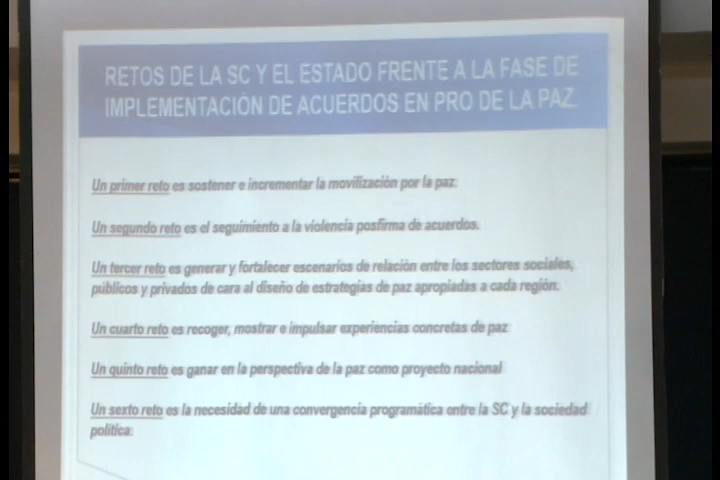 RETOS DE LA SC Y EL ESTADO FRENTE A LA FASE DE
IMPLEMENTACIÓN DE ACUERDOS EN PRO DE LA PAZ.
Un primer reto es sostener e incrementar la movilización por la paz.
Un segundo reto es el seguimiento a la violencia posfirma de acuerdos.
Un tercer reto es generar y fortalecer escenarios de relación entre los sectores sociales,
públicos y privados de cara al diseño de estrategias de paz apropiadas a cada región.
Un cuarto reto es recoger, mostrar e impulsar experiencias concretas de paz
Un quinto reto es ganar en la perspectiva de la paz como proyecto nacional
Un sexto reto es la necesidad de una convergencia programática entre la SC y la sociedad
política.